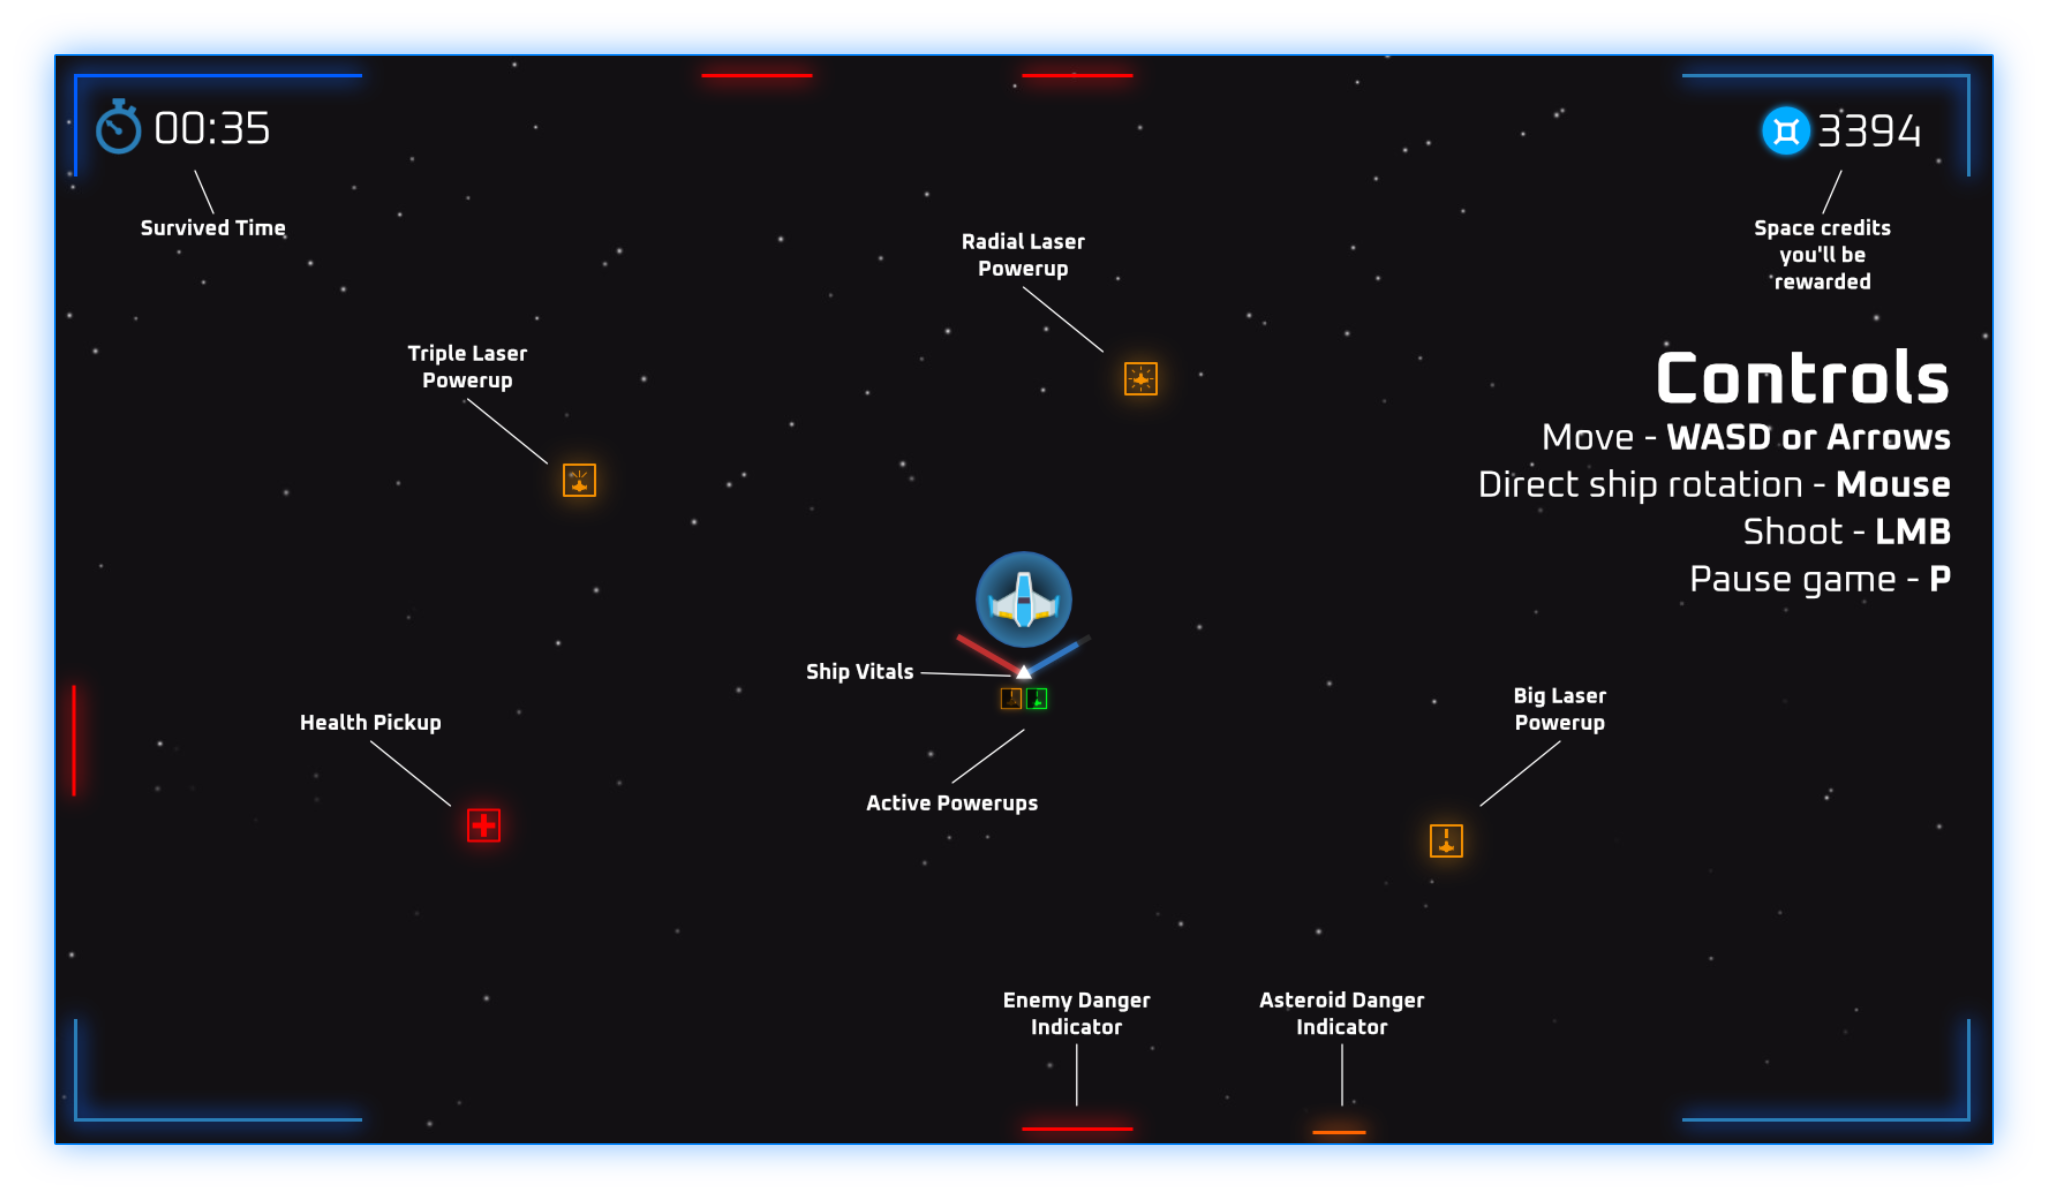 00:35
3394
Survived Time
Space credits
you'll be
rewarded
Radial Laser
Powerup
Triple Laser
Powerup
Controls
Move - WASD or Arrows
Direct ship rotation - Mouse
Shoot - LMB
Pause game - P
Ship Vitals
Health Pickup
Big Laser
Powerup
Active Powerups
Enemy Danger
Indicator
Asteroid Danger
Indicator